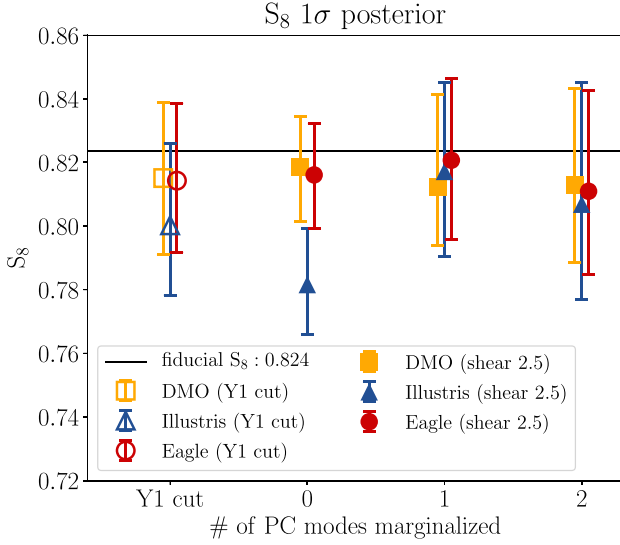 S₈ 1σ posterior
0.86
0.84
0.82
0.80
0.78
0.76
0.74
0.72
S₈
fiducial S₈ : 0.824
DMO (Y1 cut)
Illustris (Y1 cut)
Eagle (Y1 cut)
DMO (shear 2.5)
Illustris (shear 2.5)
Eagle (shear 2.5)
Y1 cut 0 1 2
# of PC modes marginalized